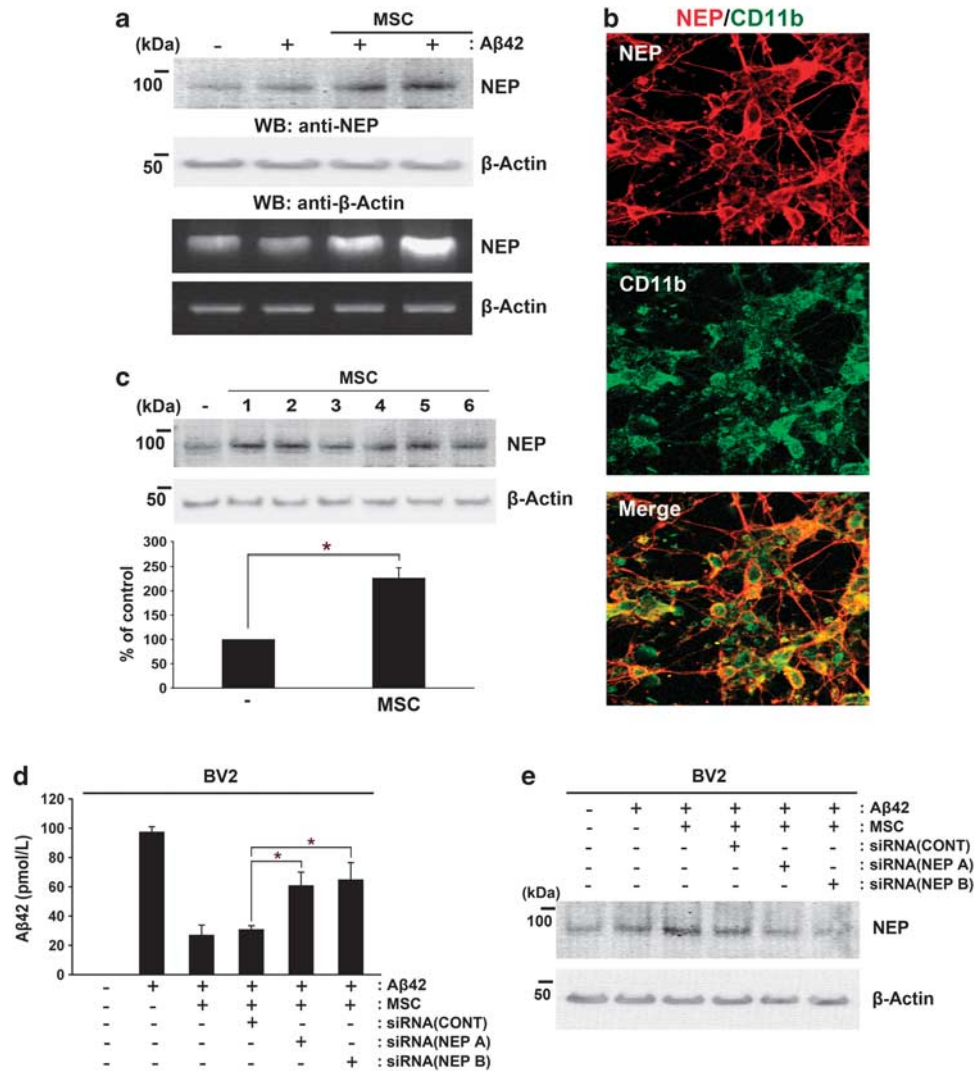 a
MSC
(kDa) - + + + : Aβ42
100 NEP
WB: anti-NEP
50 β-Actin
WB: anti-β-Actin
NEP
β-Actin
b
NEP/CD11b
NEP
CD11b
Merge
c
MSC
(kDa) - 1 2 3 4 5 6
100 NEP
50 β-Actin
% of control
300
250
200
150
100
50
0
*
- MSC
d
BV2
Aβ42 (pmol/L)
120
100
80
60
40
20
0
*
*
- + + + + + : Aβ42
- - + + + + : MSC
- - - + - - : siRNA(CONT)
- - - - + - : siRNA(NEP A)
- - - - - + : siRNA(NEP B)
e
BV2
- + + + + + : Aβ42
- - + + + + : MSC
- - - + - - : siRNA(CONT)
- - - - + - : siRNA(NEP A)
- - - - - + : siRNA(NEP B)
(kDa)
100 NEP
50 β-Actin